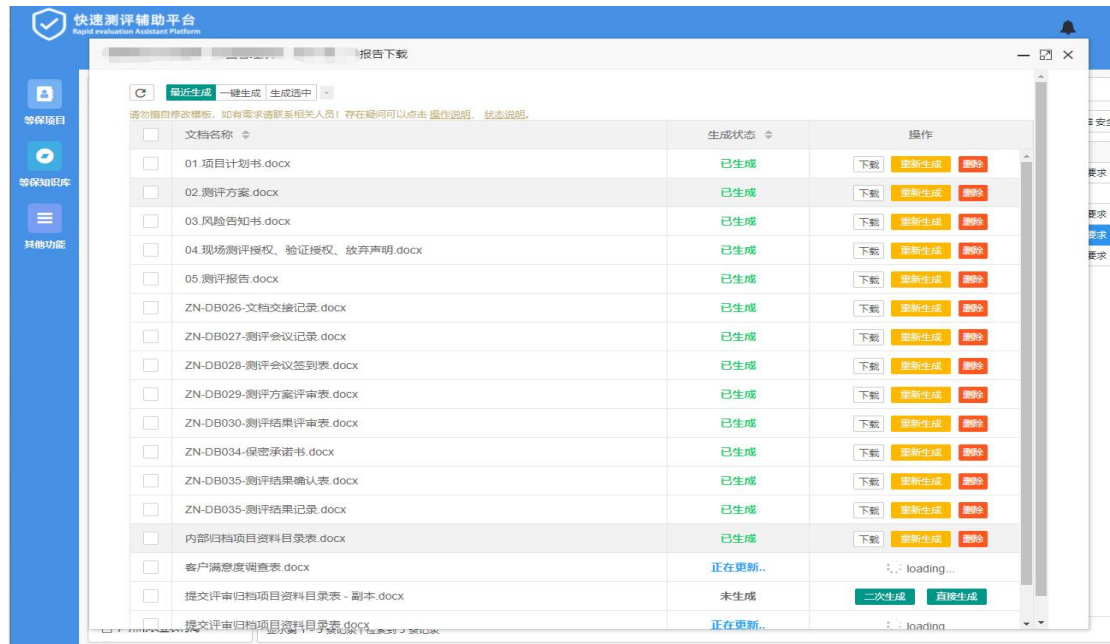 快速测评辅助平台
Rapid evaluation Assistant Platform
报告下载
等保项目
等保知识库
其他功能
最近生成 一键生成 生成选中
请勿擅自修改模板，如有需求请联系相关人员！存在疑问可以点击 操作说明、 状态说明。
文档名称 生成状态 操作
01.项目计划书.docx 已生成 下载 重新生成 删除
02.测评方案.docx 已生成 下载 重新生成 删除
03.风险告知书.docx 已生成 下载 重新生成 删除
04.现场测评授权、验证授权、放弃声明.docx 已生成 下载 重新生成 删除
05.测评报告.docx 已生成 下载 重新生成 删除
ZN-DB026-文档交接记录.docx 已生成 下载 重新生成 删除
ZN-DB027-测评会议记录.docx 已生成 下载 重新生成 删除
ZN-DB028-测评会议签到表.docx 已生成 下载 重新生成 删除
ZN-DB029-测评方案评审表.docx 已生成 下载 重新生成 删除
ZN-DB030-测评结果评审表.docx 已生成 下载 重新生成 删除
ZN-DB034-保密承诺书.docx 已生成 下载 重新生成 删除
ZN-DB035-测评结果确认表.docx 已生成 下载 重新生成 删除
ZN-DB035-测评结果记录.docx 已生成 下载 重新生成 删除
内部归档项目资料目录表.docx 已生成 下载 重新生成 删除
客户满意度调查表.docx 正在更新.. loading...
提交评审归档项目资料目录表 - 副本.docx 未生成 二次生成 直接生成
提交评审归档项目资料目录表.docx 正在更新.. loading
安全
要求
要求
要求
要求